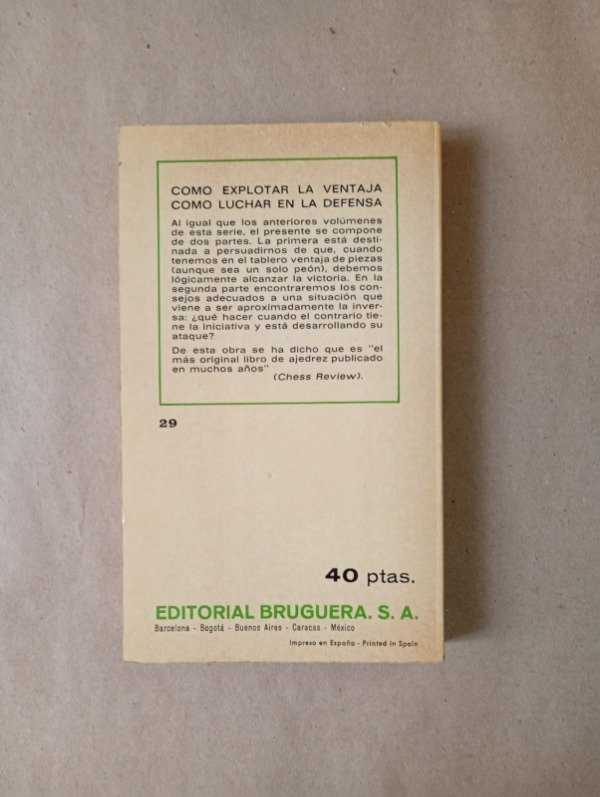 COMO EXPLOTAR LA VENTAJA
COMO LUCHAR EN LA DEFENSA
Al igual que los anteriores volúmenes
de esta serie, el presente se compone
de dos partes. La primera está desti-
nada a persuadirnos de que, cuando
tenemos en el tablero ventaja de piezas
(aunque sea un solo peón), debemos
lógicamente alcanzar la victoria. En la
segunda parte encontraremos los con-
sejos adecuados a una situación que
viene a ser aproximadamente la inver-
sa: ¿qué hacer cuando el contrario tie-
ne la iniciativa y está desarrollando su
ataque?
De esta obra se ha dicho que es "el
más original libro de ajedrez publicado
en muchos años"
(Chess Review).
29
40 ptas.
EDITORIAL BRUGUERA. S. A.
Barcelona - Bogotá - Buenos Aires - Caracas - México
Impreso en España - Printed in Spain